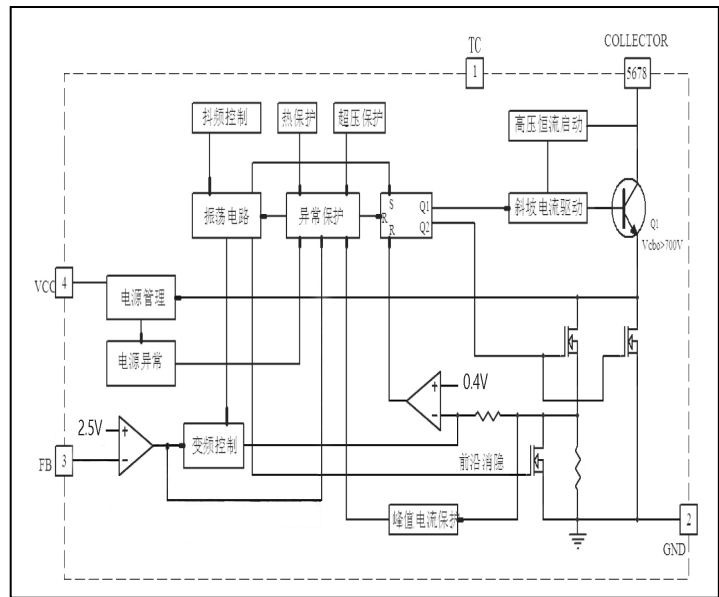 TC
COLLECTOR
1
5678
抖频控制
热保护
超压保护
高压恒流启动
振荡电路
异常保护
S
R
R
Q1
Q2
斜坡电流驱动
Q1
Vcbo>700V
VCC
4
电源管理
电源异常
0.4V
+
-
2.5V
+
-
变频控制
FB
3
前沿消隐
峰值电流保护
2
GND